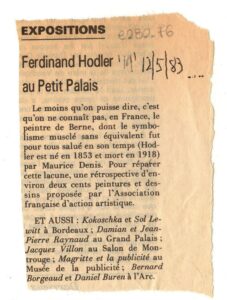 EXPOSITIONS
e280.76
Ferdinand Hodler "M" 12/5/83
au Petit Palais
Le moins qu'on puisse dire, c'est
qu'on ne connaît pas, en France, le
peintre de Berne, dont le symbo-
lisme musclé sans équivalent fut
pour tous salué en son temps (Hod-
ler est né en 1853 et mort en 1918)
par Maurice Denis. Pour réparer
cette lacune, une rétrospective d'en-
viron deux cents peintures et des-
sins proposée par l'Association
française d'action artistique.
ET AUSSI : Kokoschka et Sol Le-
witt à Bordeaux ; Damian et Jean-
Pierre Raynaud au Grand Palais ;
Jacques Villon au Salon de Mont-
rouge ; Magritte et la publicité au
Musée de la publicité ; Bernard
Borgeaud et Daniel Buren à l'Arc.